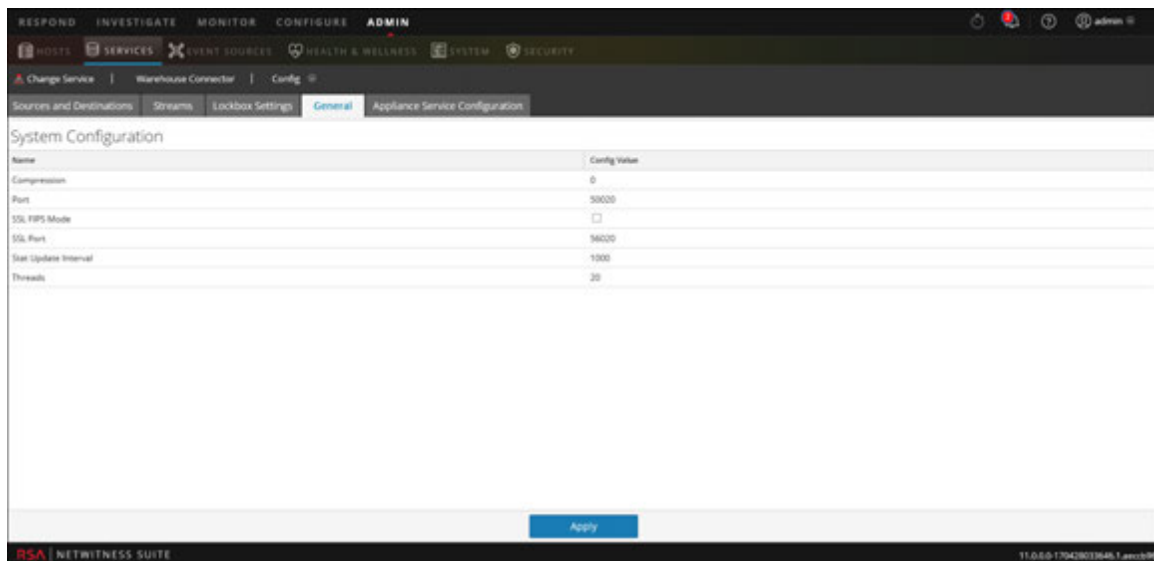 RESPOND INVESTIGATE MONITOR CONFIGURE ADMIN 2 admin
HOSTS SERVICES EVENT SOURCES HEALTH & WELLNESS SYSTEM SECURITY
Change Service | Warehouse Connector | Config
Sources and Destinations Streams Lockbox Settings General Appliance Service Configuration
System Configuration
Name Config Value
Compression 0
Port 50020
SSL FIPS Mode
SSL Port 56020
Stat Update Interval 1000
Threads 20
Apply
RSA NETWITNESS SUITE